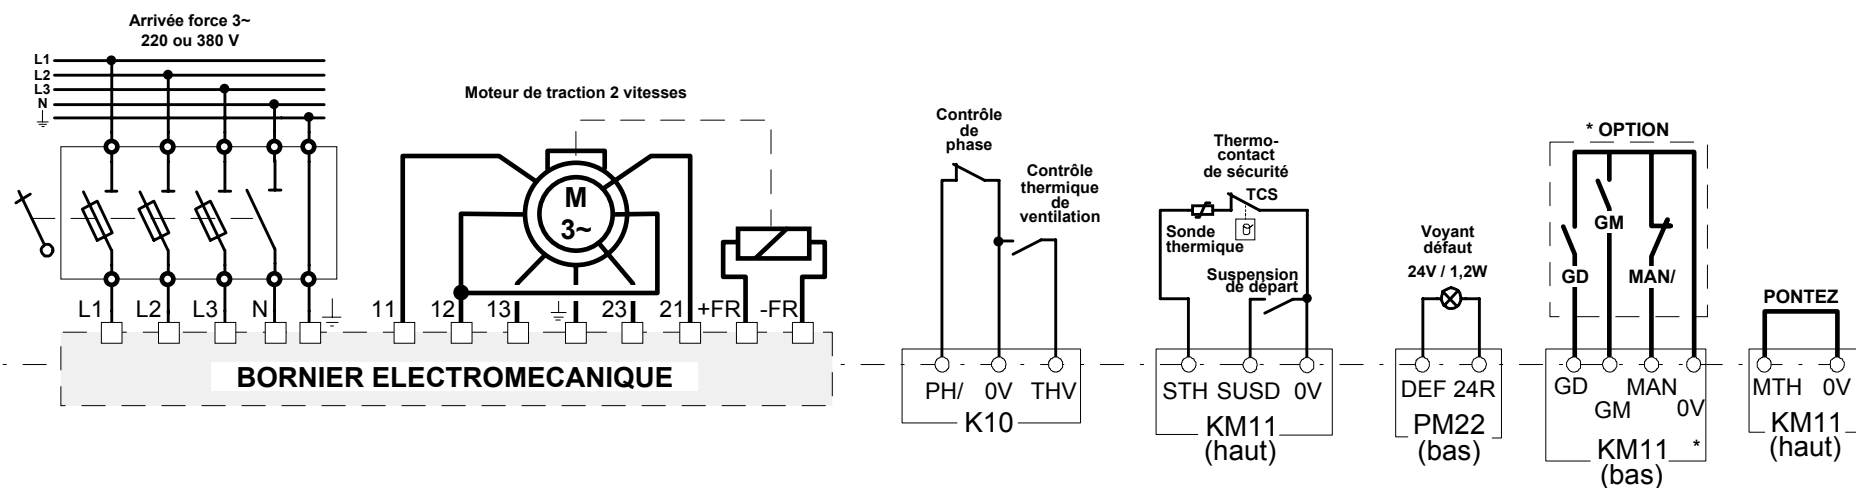 Arrivée force 3~
220 ou 380 V
L1
L2
L3
N
Moteur de traction 2 vitesses
M
3~
L1 L2 L3 N 11 12 13 23 21 +FR -FR
BORNIER ELECTROMECANIQUE
Contrôle
de
phase
Contrôle
thermique
de
ventilation
PH/ 0V THV
K10
Thermo-
contact
de sécurité
TCS
Sonde
thermique
Suspension
de départ
STH SUSD 0V
KM11
(haut)
Voyant
défaut
24V / 1,2W
DEF 24R
PM22
(bas)
* OPTION
GM
GD MAN/
GD MAN
GM 0V
KM11 *
(bas)
PONTEZ
MTH 0V
KM11
(haut)